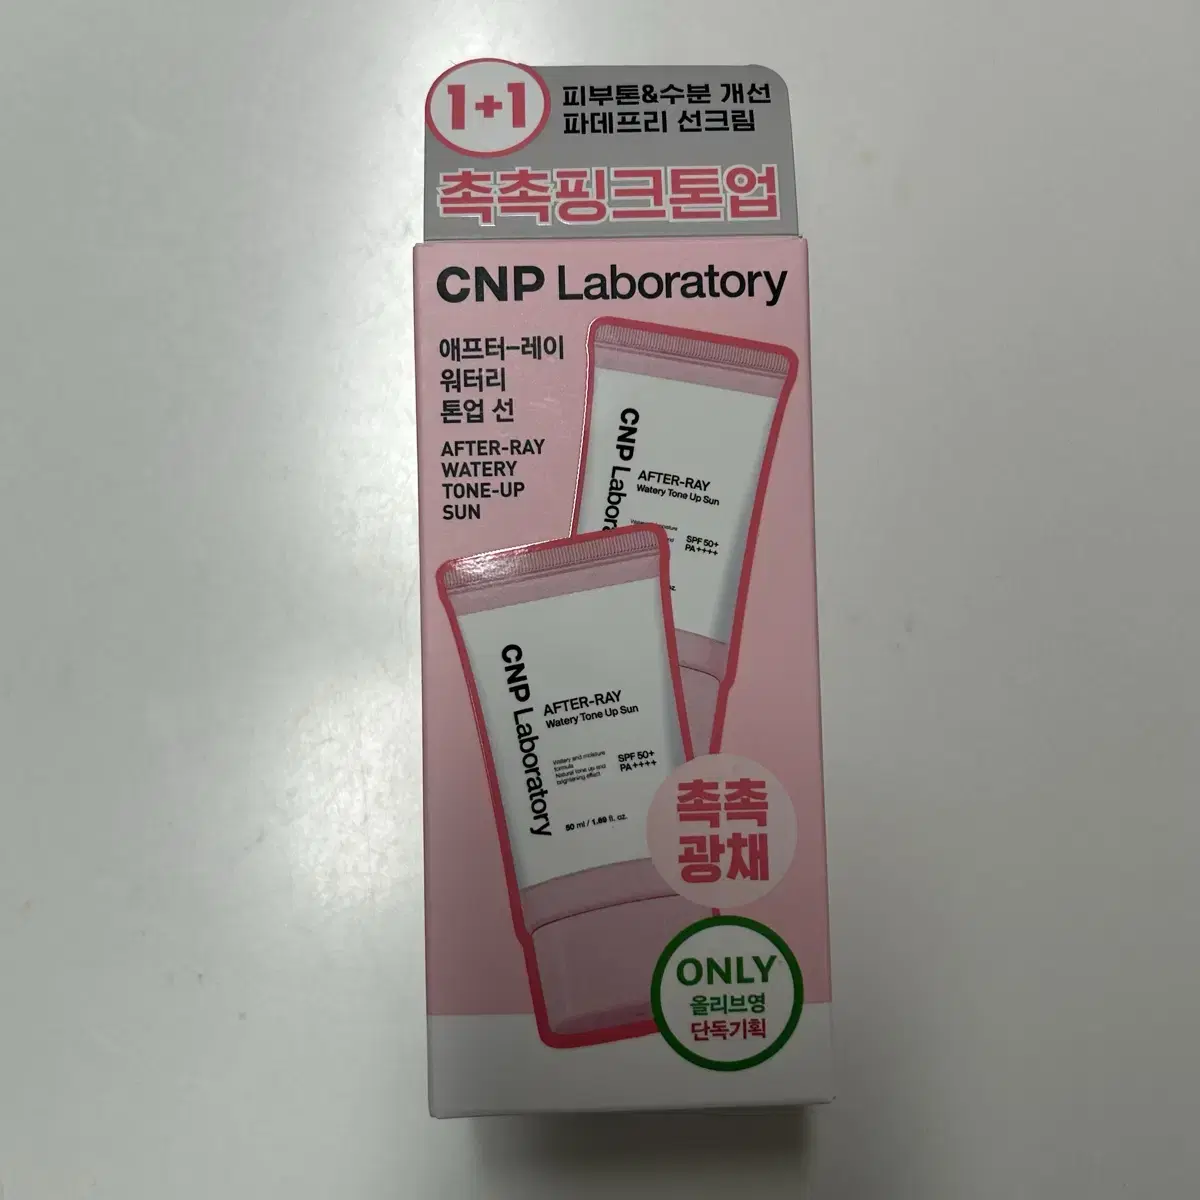 1+1
피부톤&수분 개선
파데프리 선크림
촉촉핑크톤업
CNP Laboratory
애프터-레이
워터리
톤업 선
AFTER-RAY
WATERY
TONE-UP
SUN
CNP Labora
AFTER-RAY
Watery Tone Up Sun
SPF 50+
PA++++
CNP Laboratory
AFTER-RAY
Watery Tone Up Sun
Watery and moisture
formula
Natural tone up and
brightening effect
SPF 50+
PA++++
50 ml / 1.69 fl. oz.
촉촉
광채
ONLY
올리브영
단독기획